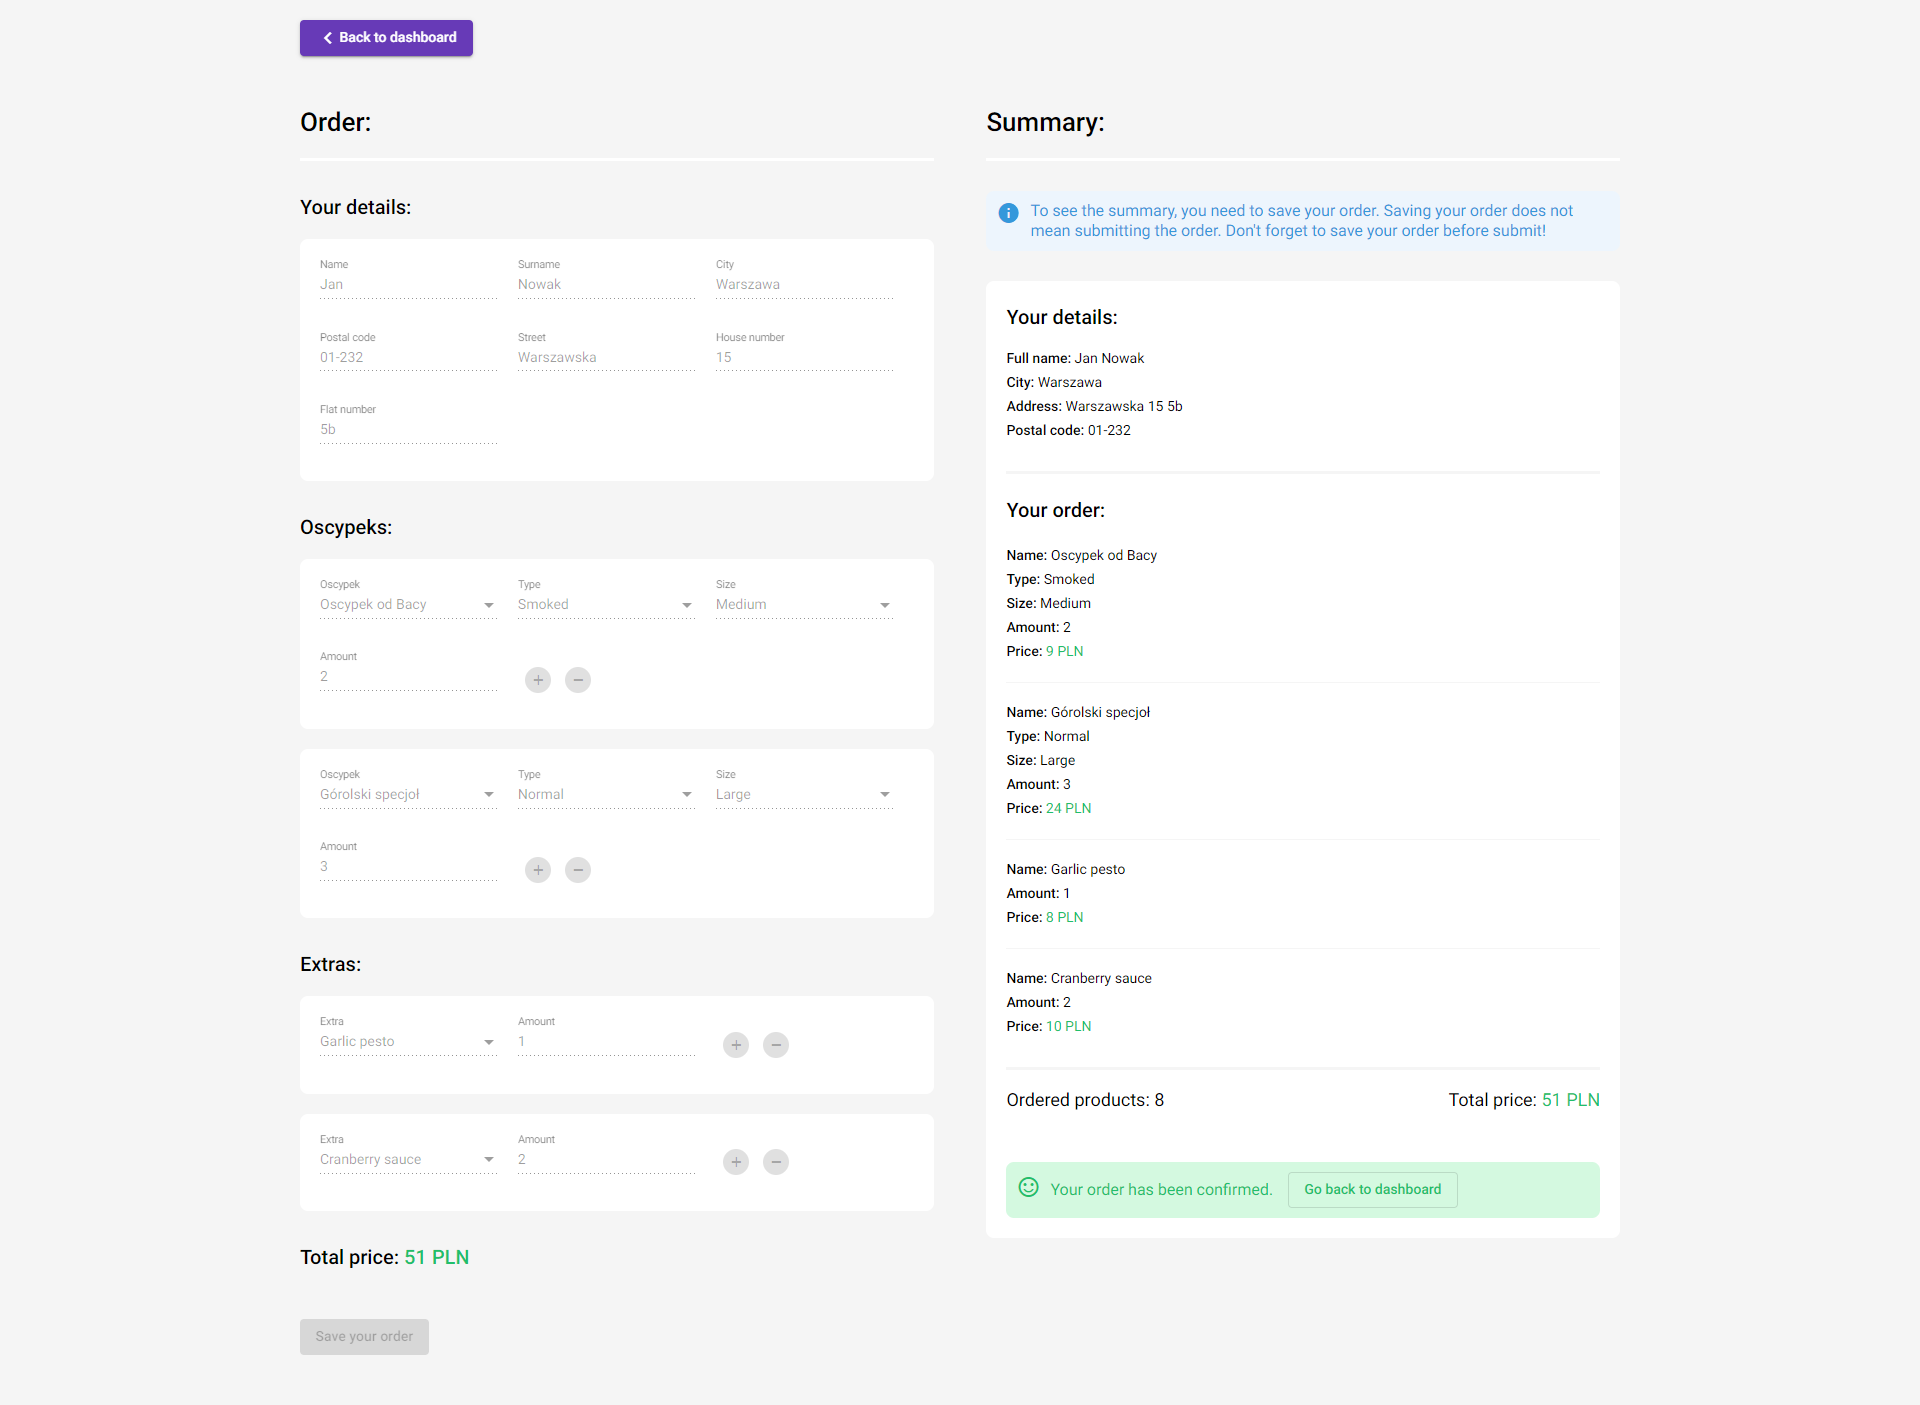 Back to dashboard
Order:
Your details:
Name Surname City
Jan Nowak Warszawa
Postal code Street House number
01-232 Warszawska 15
Flat number
5b
Oscypeks:
Oscypek Type Size
Oscypek od Bacy Smoked Medium
Amount
2
Oscypek Type Size
Górolski specjoł Normal Large
Amount
3
Extras:
Extra Amount
Garlic pesto 1
Extra Amount
Cranberry sauce 2
Total price: 51 PLN
Save your order
Summary:
To see the summary, you need to save your order. Saving your order does not
mean submitting the order. Don't forget to save your order before submit!
Your details:
Full name: Jan Nowak
City: Warszawa
Address: Warszawska 15 5b
Postal code: 01-232
Your order:
Name: Oscypek od Bacy
Type: Smoked
Size: Medium
Amount: 2
Price: 9 PLN
Name: Górolski specjoł
Type: Normal
Size: Large
Amount: 3
Price: 24 PLN
Name: Garlic pesto
Amount: 1
Price: 8 PLN
Name: Cranberry sauce
Amount: 2
Price: 10 PLN
Ordered products: 8 Total price: 51 PLN
Your order has been confirmed. Go back to dashboard